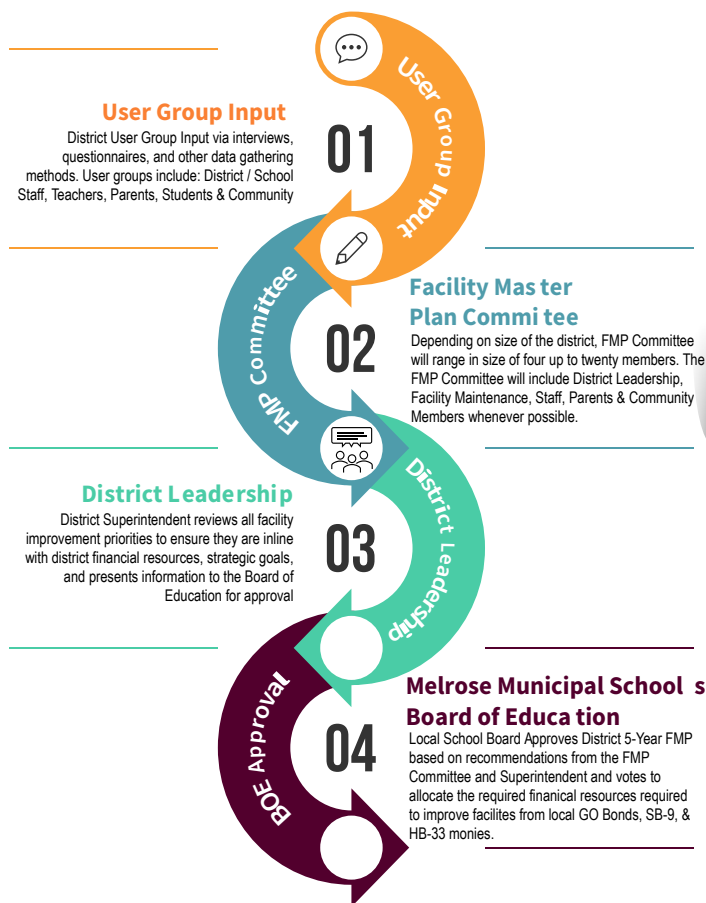 User Group Input
User Group Input
District User Group Input via interviews,
questionnaires, and other data gathering
methods. User groups include: District / School
Staff, Teachers, Parents, Students & Community
01
FMP Committee
02
Facility Mas ter
Plan Commi tee
Depending on size of the district, FMP Committee
will range in size of four up to twenty members. The
FMP Committee will include District Leadership,
Facility Maintenance, Staff, Parents & Community
Members whenever possible.
District Leadership
District Leadership
District Superintendent reviews all facility
improvement priorities to ensure they are inline
with district financial resources, strategic goals,
and presents information to the Board of
Education for approval
03
BOE Approval
04
Melrose Municipal School s
Board of Educa tion
Local School Board Approves District 5-Year FMP
based on recommendations from the FMP
Committee and Superintendent and votes to
allocate the required finanical resources required
to improve facilites from local GO Bonds, SB-9, &
HB-33 monies.